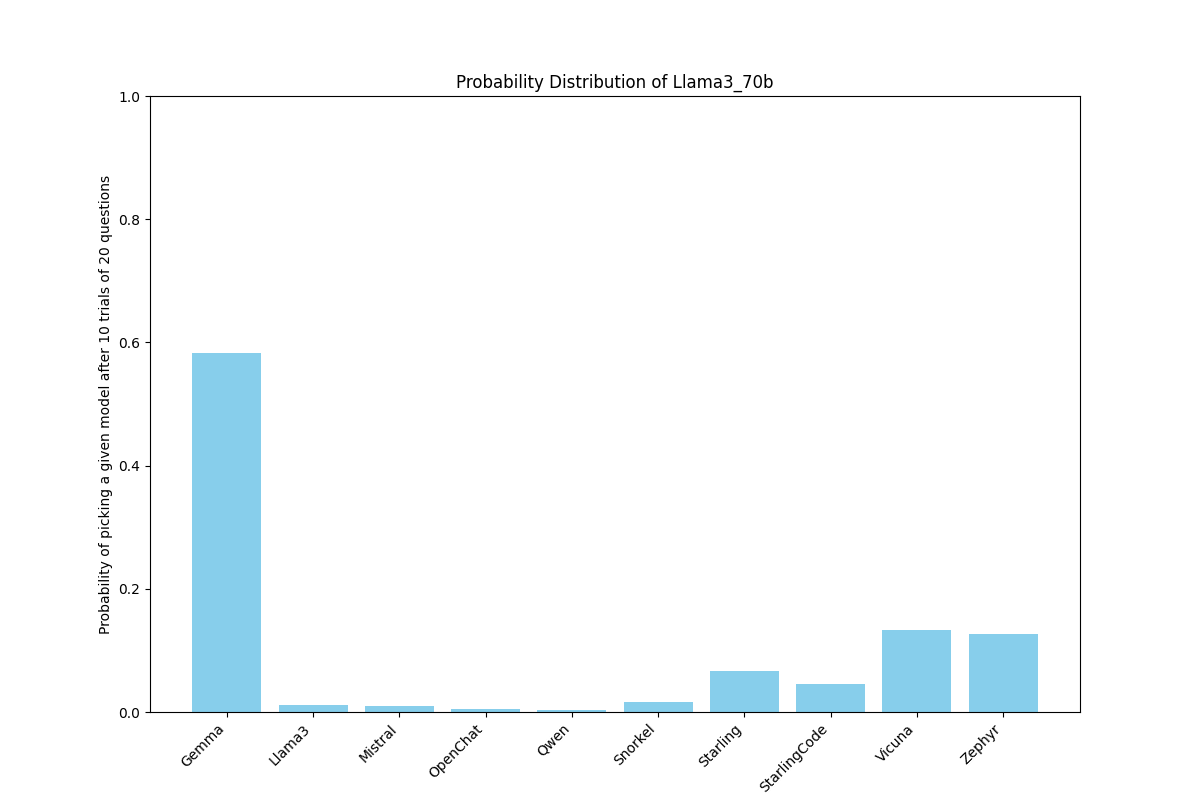 Probability Distribution of Llama3_70b
Probability of picking a given model after 10 trials of 20 questions
1.0
0.8
0.6
0.4
0.2
0.0
Gemma
Llama3
Mistral
OpenChat
Qwen
Snorkel
Starling
StarlingCode
Vicuna
Zephyr